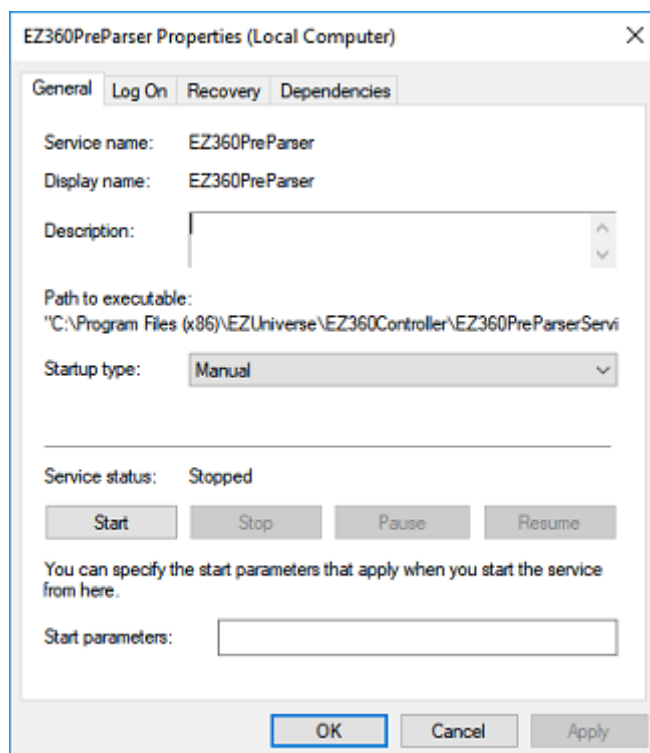 EZ360PreParser Properties (Local Computer)
General Log On Recovery Dependencies
Service name: EZ360PreParser
Display name: EZ360PreParser
Description:
Path to executable:
"C:\Program Files (x86)\EZUniverse\EZ360Controller\EZ360PreParserServi
Startup type: Manual
Service status: Stopped
Start Stop Pause Resume
You can specify the start parameters that apply when you start the service
from here.
Start parameters:
OK Cancel Apply